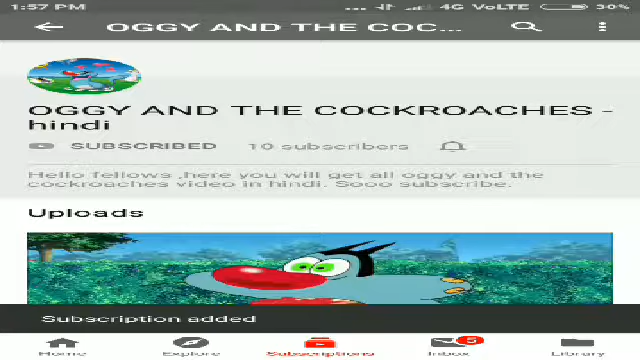 1:57 PM 4G VoLTE 30%
OGGY AND THE COC...
OGGY AND THE COCKROACHES -
hindi
SUBSCRIBED 10 subscribers
Hello fellows ,here you will get all oggy and the
cockroaches video in hindi. Sooo subscribe.
Uploads
Subscription added
Home Explore Subscriptions Inbox Library